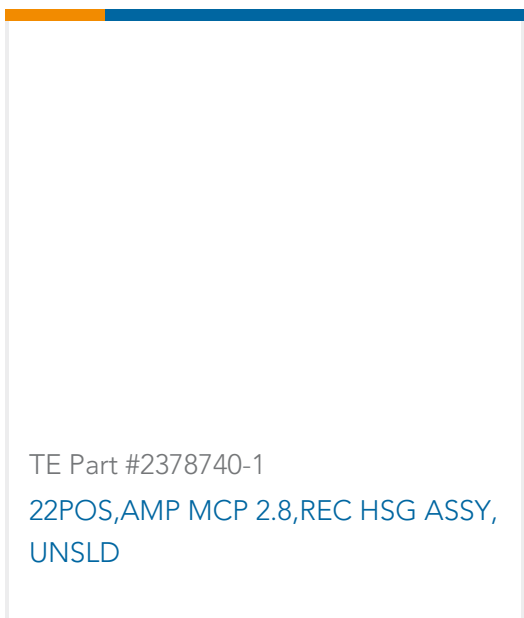 TE Part #2378740-1
22POS,AMP MCP 2.8,REC HSG ASSY,
UNSLD